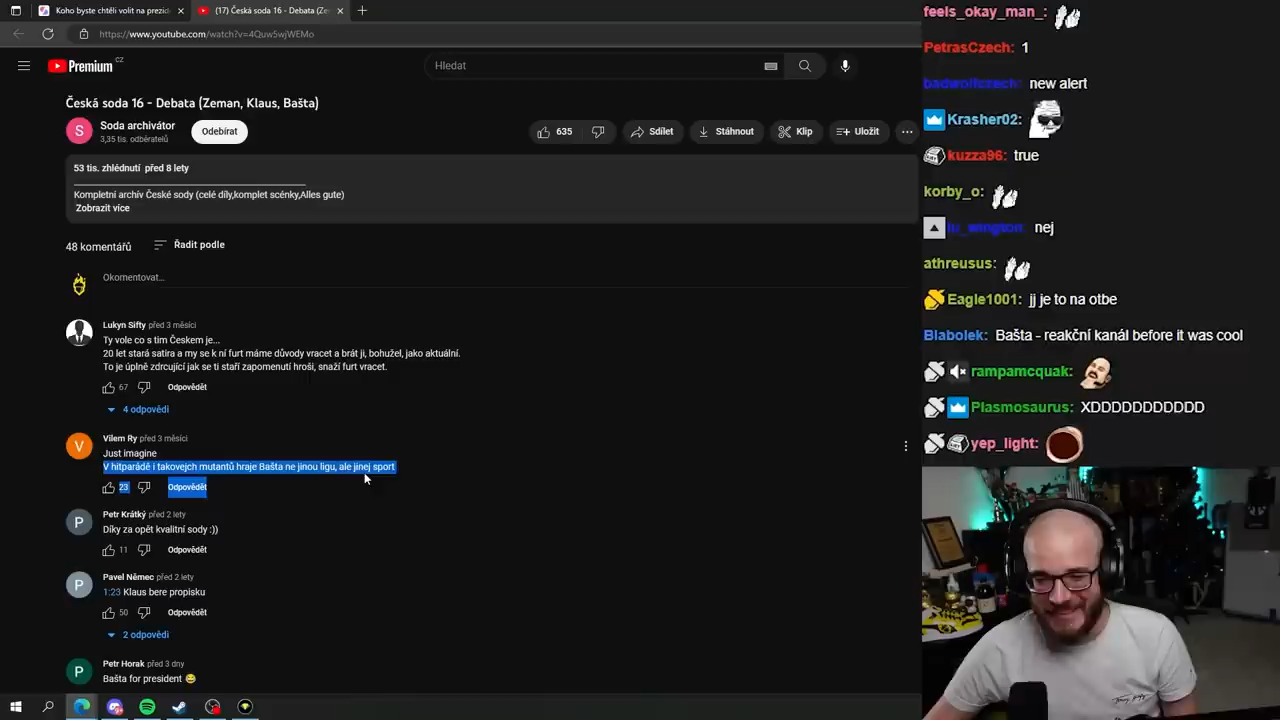 Koho byste chtěli volit na prezid
(17) Česká soda 16 - Debata (Ze
https://www.youtube.com/watch?v=4Quw5wjWEMo
Premium CZ
Hledat
Česká soda 16 - Debata (Zeman, Klaus, Bašta)
S
Soda archivátor
3,35 tis. odběratelů
Odebírat
635
Sdílet
Stáhnout
Klip
Uložit
53 tis. zhlédnutí před 8 lety
Kompletní archív České sody (celé díly,komplet scénky,Alles gute)
Zobrazit více
48 komentářů
Řadit podle
Okomentovat...
Lukyn Sifty před 3 měsíci
Ty vole co s tim Českem je...
20 let stará satira a my se k ní furt máme důvody vracet a brát ji, bohužel, jako aktuální.
To je úplně zdrcující jak se ti staří zapomenutí hroši, snaží furt vracet.
67
Odpovědět
4 odpovědi
V
Vilem Ry před 3 měsíci
Just imagine
V hitparádě i takovejch mutantů hraje Bašta ne jinou ligu, ale jinej sport
23
Odpovědět
P
Petr Krátký před 2 lety
Díky za opět kvalitní sody :))
11
Odpovědět
P
Pavel Němec před 2 lety
1:23 Klaus bere propisku
50
Odpovědět
2 odpovědi
P
Petr Horak před 3 dny
Bašta for president 😂
feels_okay_man_:
PetrasCzech: 1
badwolfczech: new alert
Krasher02:
kuzza96: true
korby_o:
nej
athreusus:
Eagle1001: jj je to na otbe
Blabolek: Bašta - reakční kanál before it was cool
rampamcquak:
Plasmosaurus: XDDDDDDDDDDD
yep_light: